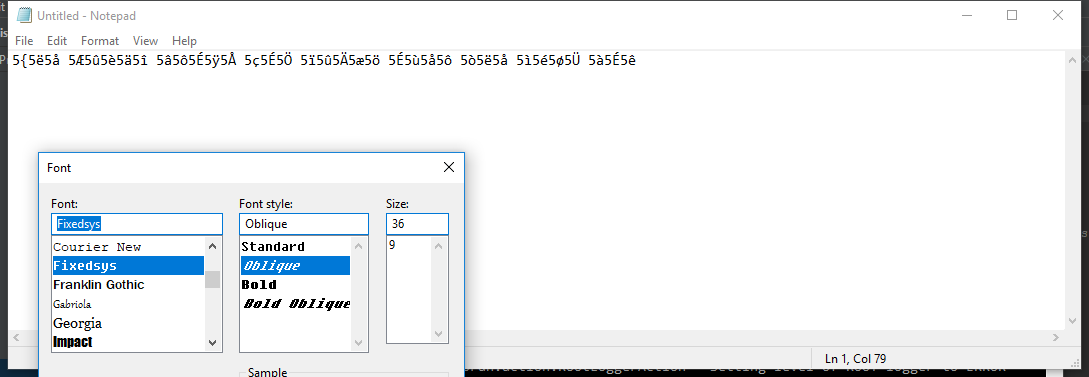 Untitled - Notepad
File Edit Format View Help
5{5ë5å 5Æ5û5è5ä5î 5â5ô5É5ÿ5Å 5ç5É5Ö 5ï5û5Ä5æ5ö 5É5ù5å5ô 5ò5ë5å 5ì5é5ø5Ü 5à5É5ê
Font
Font: Font style: Size:
Fixedsys Oblique 36
Courier New Standard 9
Fixedsys Oblique
Franklin Gothic Bold
Gabriola Bold Oblique
Georgia
Impact
Ln 1, Col 79
Sample